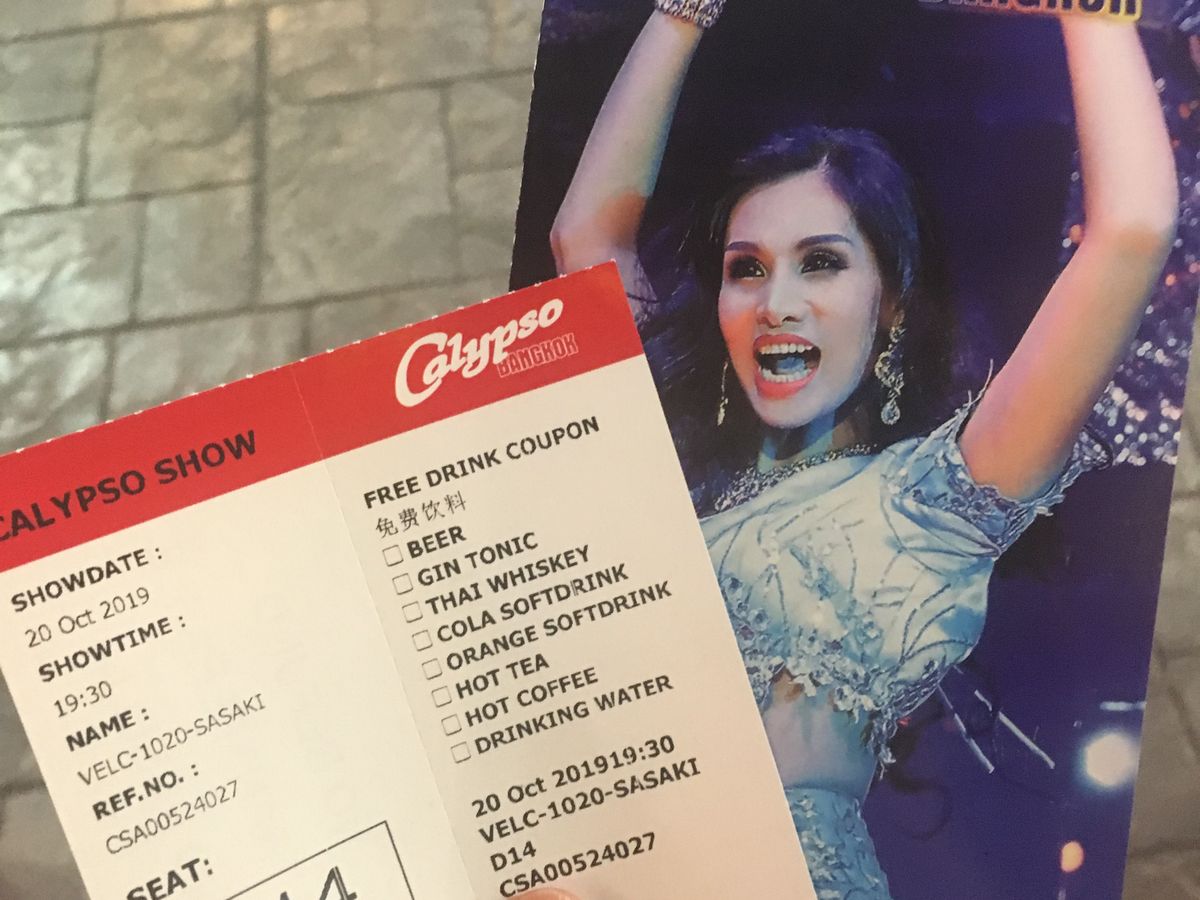 CALYPSO SHOW
SHOWDATE :
20 Oct 2019
SHOWTIME :
19:30
NAME :
VELC-1020-SASAKI
REF.NO. :
CSA00524027
SEAT:
Calypso
BANGKOK
FREE DRINK COUPON
免费饮料
BEER
GIN TONIC
THAI WHISKEY
COLA SOFTDRINK
ORANGE SOFTDRINK
HOT TEA
HOT COFFEE
DRINKING WATER
20 Oct 201919:30
VELC-1020-SASAKI
D14
CSA00524027
BANGKOK